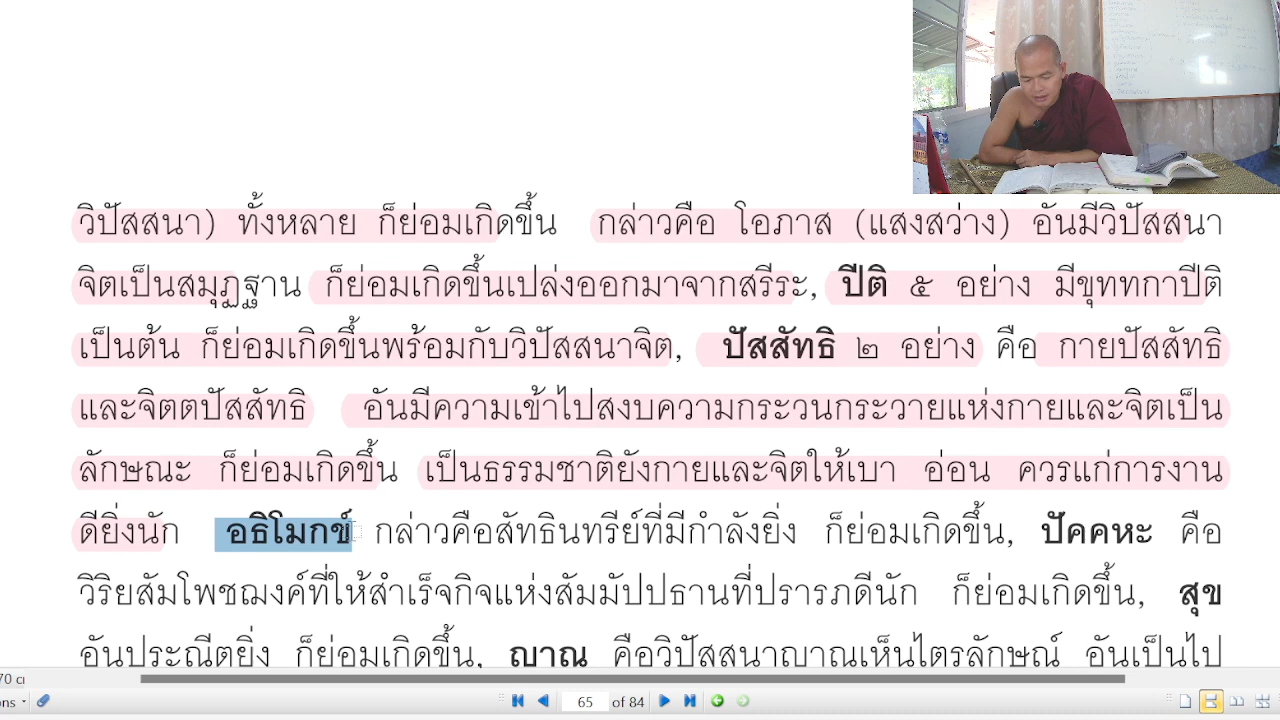 วิปัสสนา) ทั้งหลาย ก็ย่อมเกิดขึ้น กล่าวคือ โอภาส (แสงสว่าง) อันมีวิปัสสนา
จิตเป็นสมุฏฐาน ก็ย่อมเกิดขึ้นเปล่งออกมาจากสรีระ, ปีติ ๕ อย่าง มีขุททกาปีติ
เป็นต้น ก็ย่อมเกิดขึ้นพร้อมกับวิปัสสนาจิต, ปัสสัทธิ ๒ อย่าง คือ กายปัสสัทธิ
และจิตตปัสสัทธิ อันมีความเข้าไปสงบความกระวนกระวายแห่งกายและจิตเป็น
ลักษณะ ก็ย่อมเกิดขึ้น เป็นธรรมชาติยังกายและจิตให้เบา อ่อน ควรแก่การงาน
ดียิ่งนัก อธิโมกข์ กล่าวคือสัทธินทรีย์ที่มีกำลังยิ่ง ก็ย่อมเกิดขึ้น, ปัคคหะ คือ
วิริยสัมโพชฌงค์ที่ให้สำเร็จกิจแห่งสัมมัปปธานที่ปรารภดีนัก ก็ย่อมเกิดขึ้น, สุข
อันประณีตยิ่ง ก็ย่อมเกิดขึ้น, ญาณ คือวิปัสสนาญาณเห็นไตรลักษณ์ อันเป็นไป
65 of 84